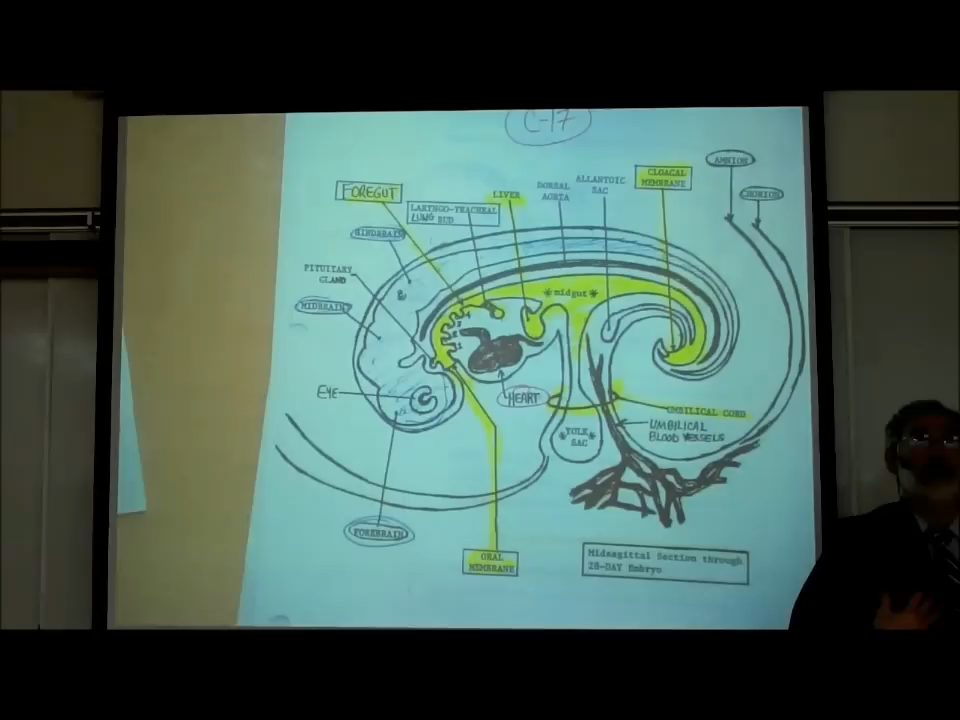 C-17
AMNION
CHORION
CLOACAL
MEMBRANE
ALLANTOIC
SAC
DORSAL
AORTA
LIVER
FOREGUT
LARYNGO-TRACHEAL
LUNG BUD
HINDBRAIN
PITUITARY
GLAND
MIDBRAIN
*midgut*
EYE
HEART
UMBILICAL CORD
UMBILICAL
BLOOD VESSELS
*YOLK*
SAC
FOREBRAIN
ORAL
MEMBRANE
Midsagittal Section through
28-DAY Embryo